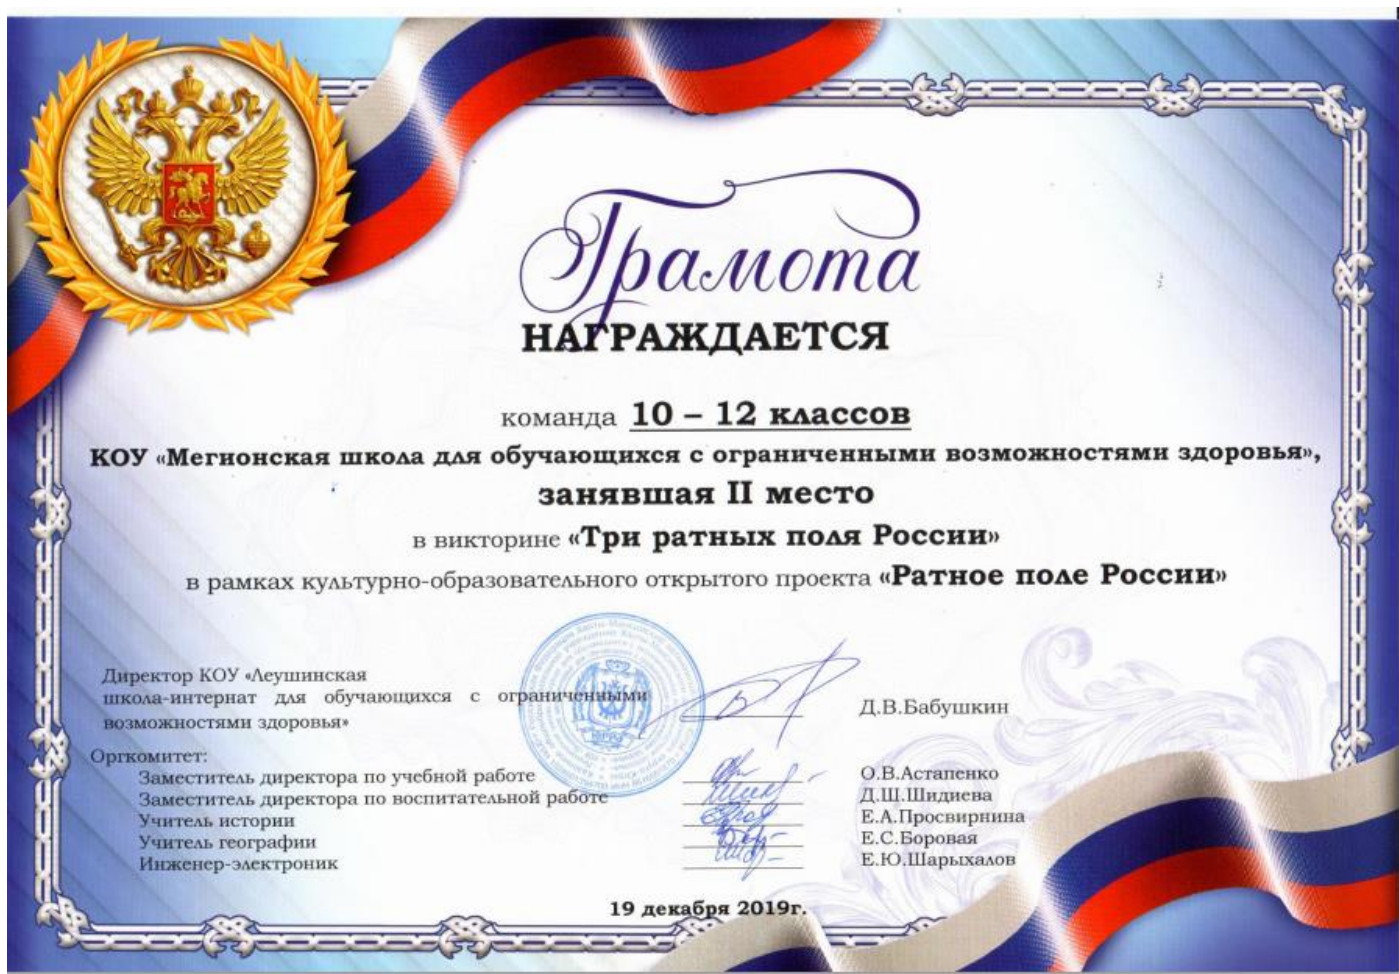 Грамота
НАГРАЖДАЕТСЯ
команда 10 – 12 классов
КОУ «Мегионская школа для обучающихся с ограниченными возможностями здоровья»,
занявшая II место
в викторине «Три ратных поля России»
в рамках культурно-образовательного открытого проекта «Ратное поле России»
Директор КОУ «Леушинская
школа-интернат для обучающихся с ограниченными
возможностями здоровья»
Д.В.Бабушкин
Оргкомитет:
Заместитель директора по учебной работе О.В.Астапенко
Заместитель директора по воспитательной работе Д.Ш.Шидиева
Учитель истории Е.А.Просвирнина
Учитель географии Е.С.Боровая
Инженер-электроник Е.Ю.Шарыхалов
19 декабря 2019г.